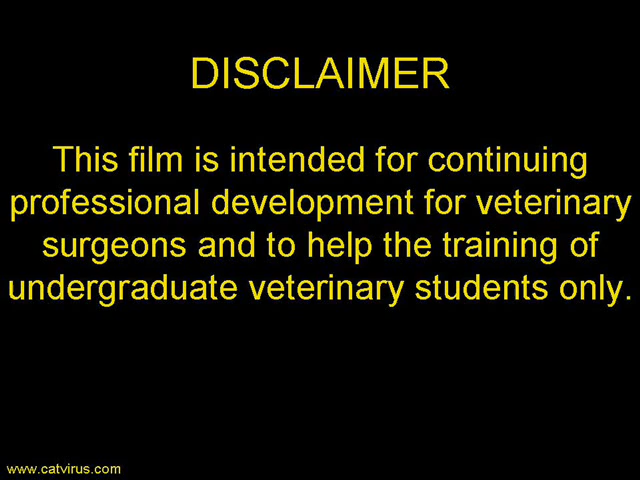 DISCLAIMER
This film is intended for continuing
professional development for veterinary
surgeons and to help the training of
undergraduate veterinary students only.
www.catvirus.com